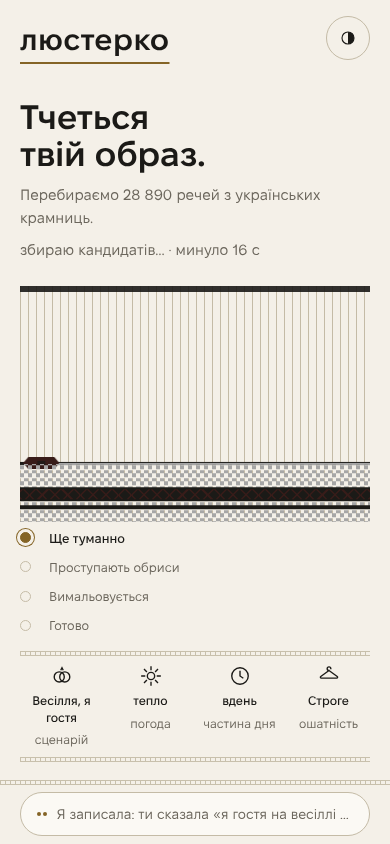 люстерко
Тчеться
твій образ.
Перебираємо 28 890 речей з українських
крамниць.
збираю кандидатів... · минуло 16 с
Ще туманно
Проступають обриси
Вимальовується
Готово
Весілля, я
гостя
сценарій
тепло
погода
вдень
частина дня
Строге
ошатність
Я записала: ти сказала «я гостя на весіллі ...